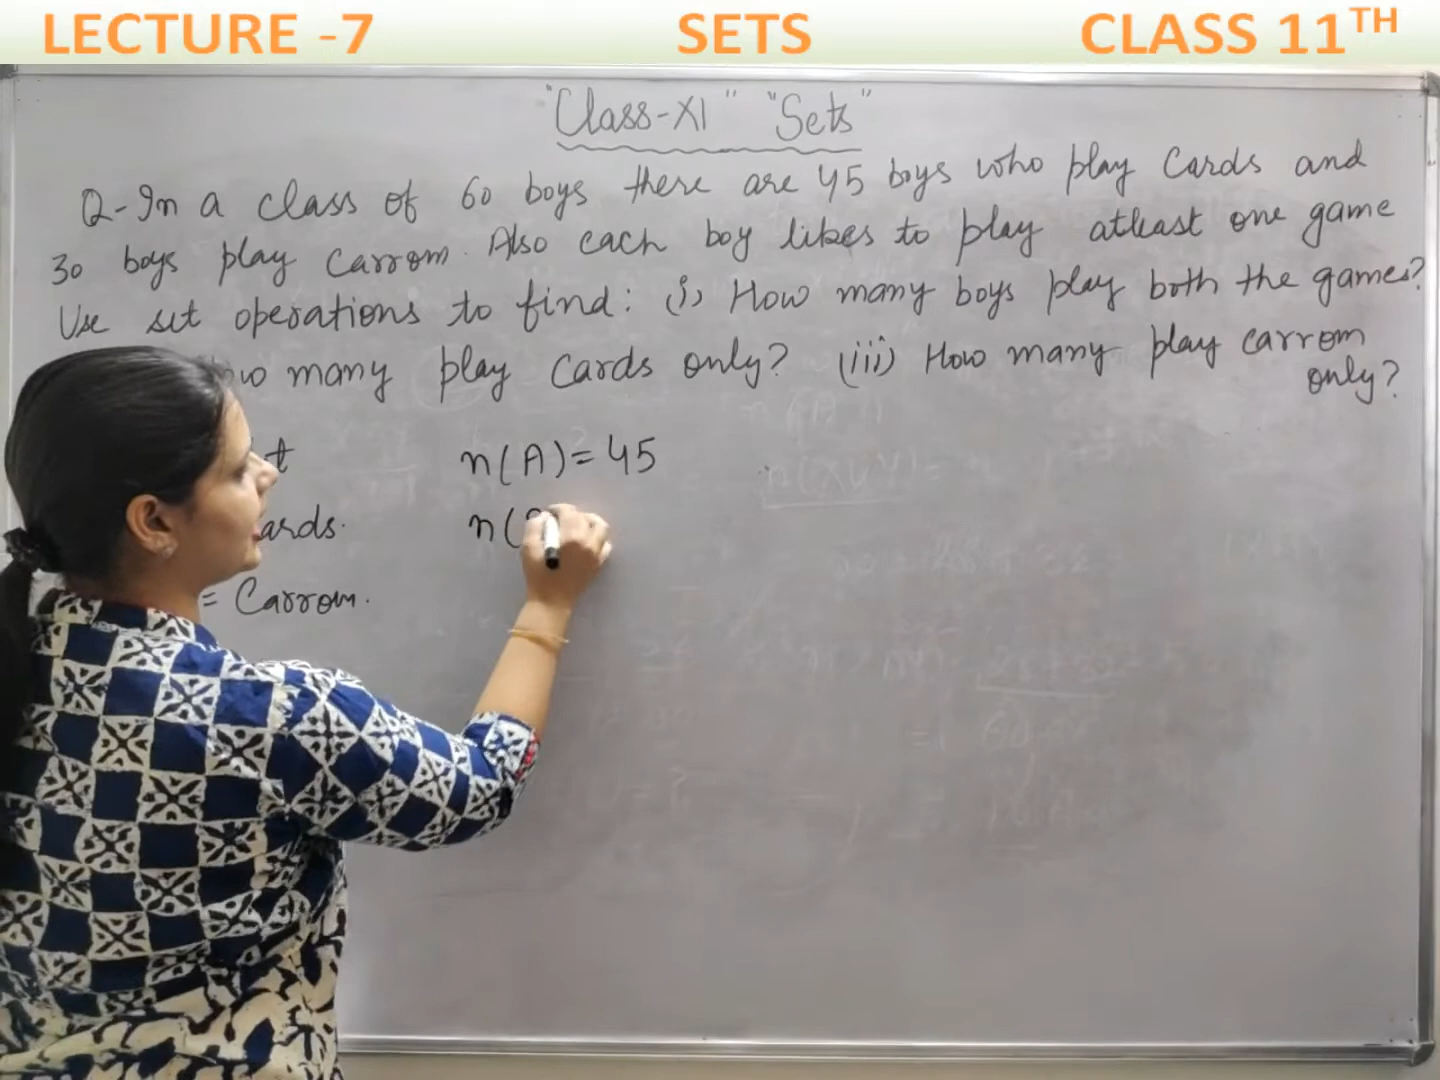 LECTURE -7 SETS CLASS 11TH
"Class-XI" "Sets"
Q-In a class of 60 boys there are 45 boys who play Cards and
30 boys play carrom. Also each boy likes to play atleast one game
Use set operations to find: (i) How many boys play both the games?
many play Cards only? (iii) How many play carrom
only?
n(A)=45
n(
= Carrom.